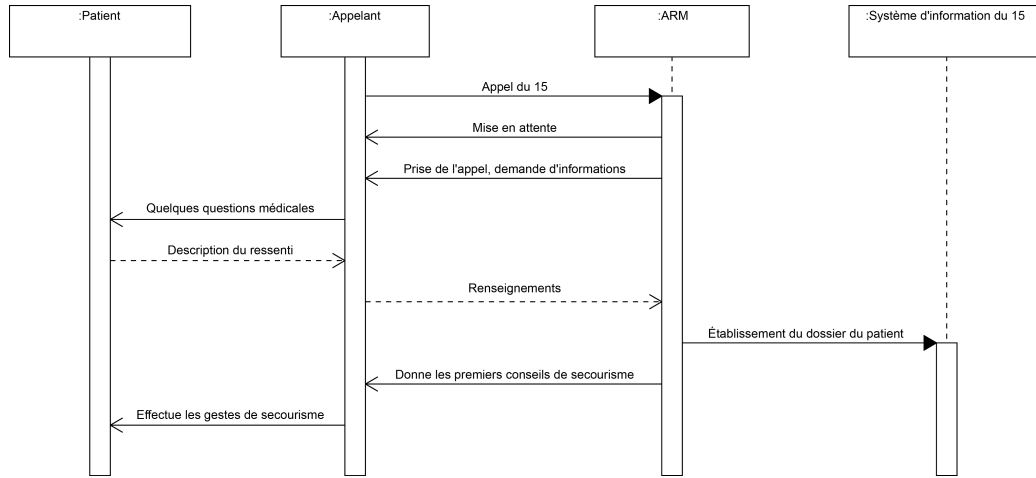 :Patient
:Appelant
:ARM
:Système d'information du 15
Appel du 15
Mise en attente
Prise de l'appel, demande d'informations
Quelques questions médicales
Description du ressenti
Renseignements
Établissement du dossier du patient
Donne les premiers conseils de secourisme
Effectue les gestes de secourisme